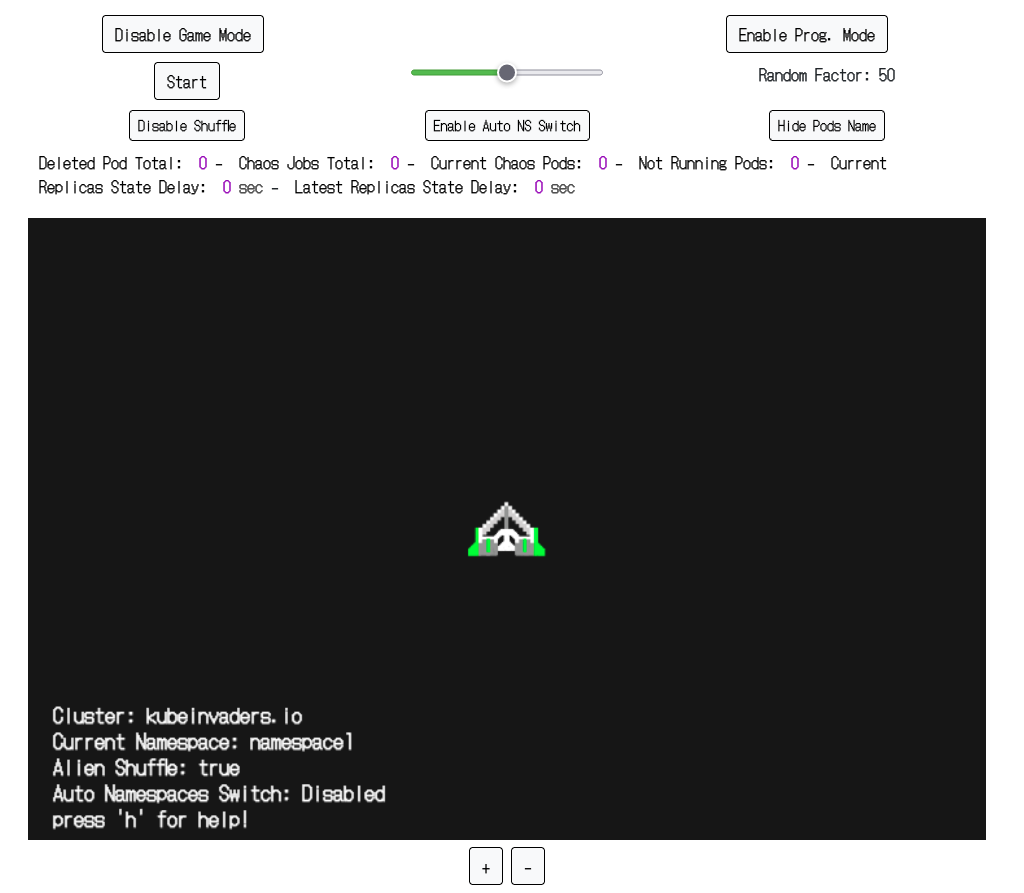 Disable Game Mode
Enable Prog. Mode
Start
Random Factor: 50
Disable Shuffle
Enable Auto NS Switch
Hide Pods Name
Deleted Pod Total: 0 - Chaos Jobs Total: 0 - Current Chaos Pods: 0 - Not Running Pods: 0 - Current
Replicas State Delay: 0 sec - Latest Replicas State Delay: 0 sec
Cluster: kubeinvaders.io
Current Namespace: namespace1
Alien Shuffle: true
Auto Namespaces Switch: Disabled
press 'h' for help!
+ -